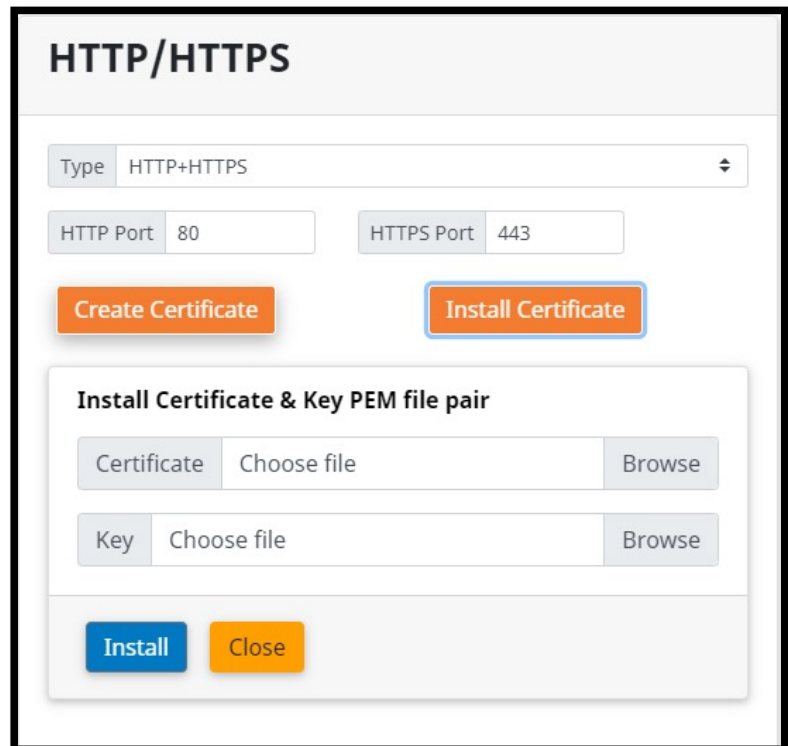 HTTP/HTTPS
Type HTTP+HTTPS
HTTP Port 80 HTTPS Port 443
Create Certificate Install Certificate
Install Certificate & Key PEM file pair
Certificate Choose file Browse
Key Choose file Browse
Install Close